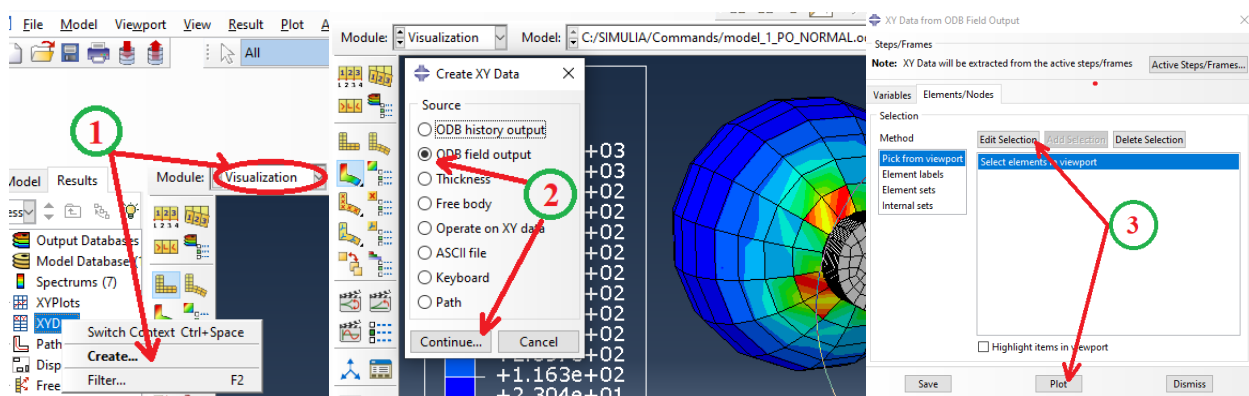 File Model Viewport View Result Plot A
All
1
Model Results
Module: Visualization
Output Databases
Model Database
Spectrums (7)
XYPlots
XYD
Path
Disp
Free
Switch Context Ctrl+Space
Create...
Filter... F2
Module: Visualization Model: C:/SIMULIA/Commands/model_1_PO_NORMAL.o
Create XY Data
Source
ODB history output
ODB field output
Thickness
Free body
Operate on XY data
ASCII file
Keyboard
Path
Continue... Cancel
2
+03
+03
+02
+02
+02
+02
+02
+02
+02
+02
+1.163e+02
+2.304e+01
XY Data from ODB Field Output
Steps/Frames
Note: XY Data will be extracted from the active steps/frames Active Steps/Frames...
Variables Elements/Nodes
Selection
Method Edit Selection Add Selection Delete Selection
Pick from viewport Select elements in viewport
Element labels
Element sets
Internal sets
3
Highlight items in viewport
Save Plot Dismiss